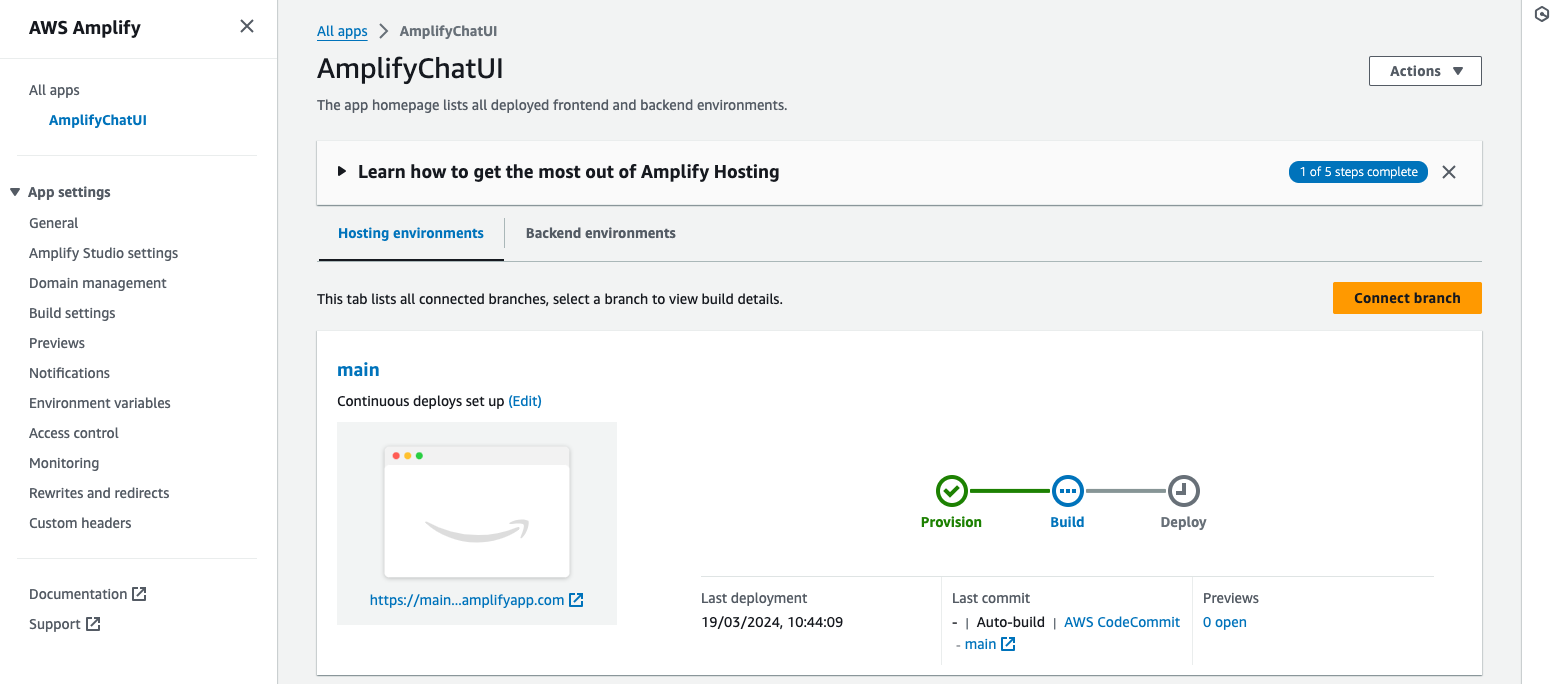 AWS Amplify
All apps
AmplifyChatUI
App settings
General
Amplify Studio settings
Domain management
Build settings
Previews
Notifications
Environment variables
Access control
Monitoring
Rewrites and redirects
Custom headers
Documentation
Support
All apps > AmplifyChatUI
AmplifyChatUI
Actions
The app homepage lists all deployed frontend and backend environments.
Learn how to get the most out of Amplify Hosting
1 of 5 steps complete
Hosting environments
Backend environments
This tab lists all connected branches, select a branch to view build details.
Connect branch
main
Continuous deploys set up (Edit)
https://main...amplifyapp.com
Provision
Build
Deploy
Last deployment
19/03/2024, 10:44:09
Last commit
- | Auto-build | AWS CodeCommit
- main
Previews
0 open